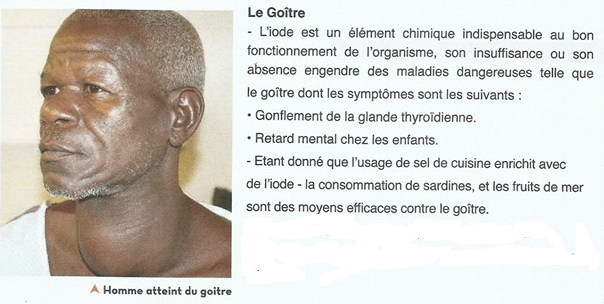 Le Goître
- L'iode est un élément chimique indispensable au bon
fonctionnement de l'organisme, son insuffisance ou son
absence engendre des maladies dangereuses telle que
le goître dont les symptômes sont les suivants :
• Gonflement de la glande thyroïdienne.
• Retard mental chez les enfants.
- Etant donné que l'usage de sel de cuisine enrichit avec
de l'iode - la consommation de sardines, et les fruits de mer
sont des moyens efficaces contre le goître.
Homme atteint du goitre